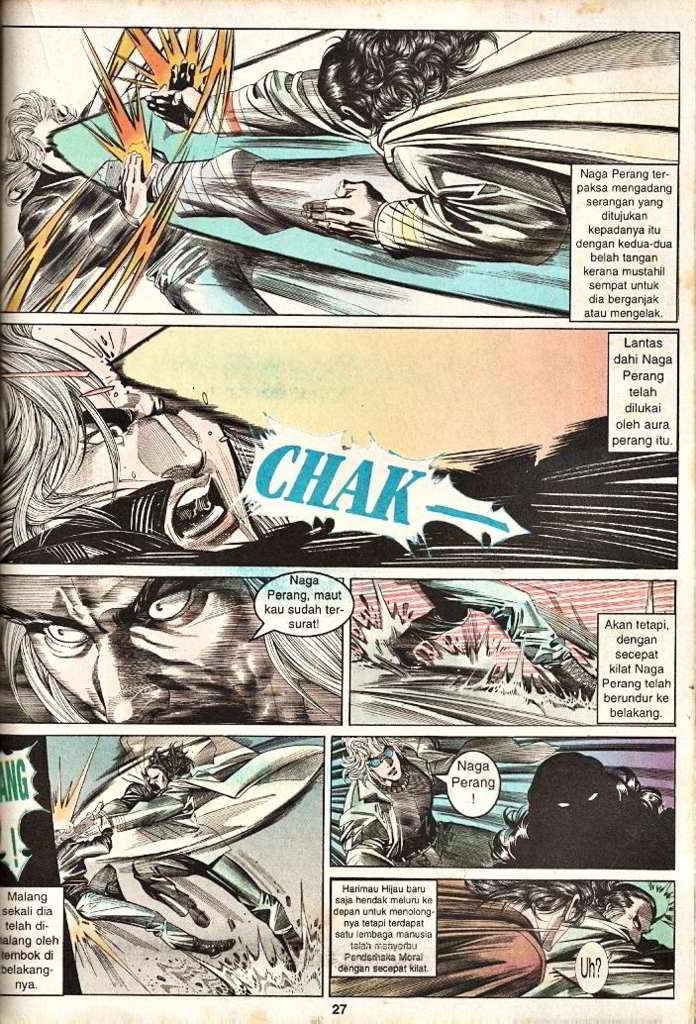 Naga Perang ter-
paksa mengadang
serangan yang
ditujukan
kepadanya itu
dengan kedua-dua
belah tangan
kerana mustahil
sempat untuk
dia berganjak
atau mengelak.
Lantas
dahi Naga
Perang
telah
dilukai
oleh aura
perang itu.
CHAK
Naga
Perang, maut
kau sudah ter-
surat!
Akan tetapi,
dengan
secepat
kilat Naga
Perang telah
berundur ke
belakang.
ANG
!
Malang
sekali dia
telah di-
alang oleh
tembok di
belakang-
nya.
Naga
Perang
!
Harimau Hijau baru
saja hendak meluru ke
depan untuk menolong-
nya tetapi terdapat
satu lembaga manusia
telah menyerbu
Penderhaka Moral
dengan secepat kilat.
Uh?
27